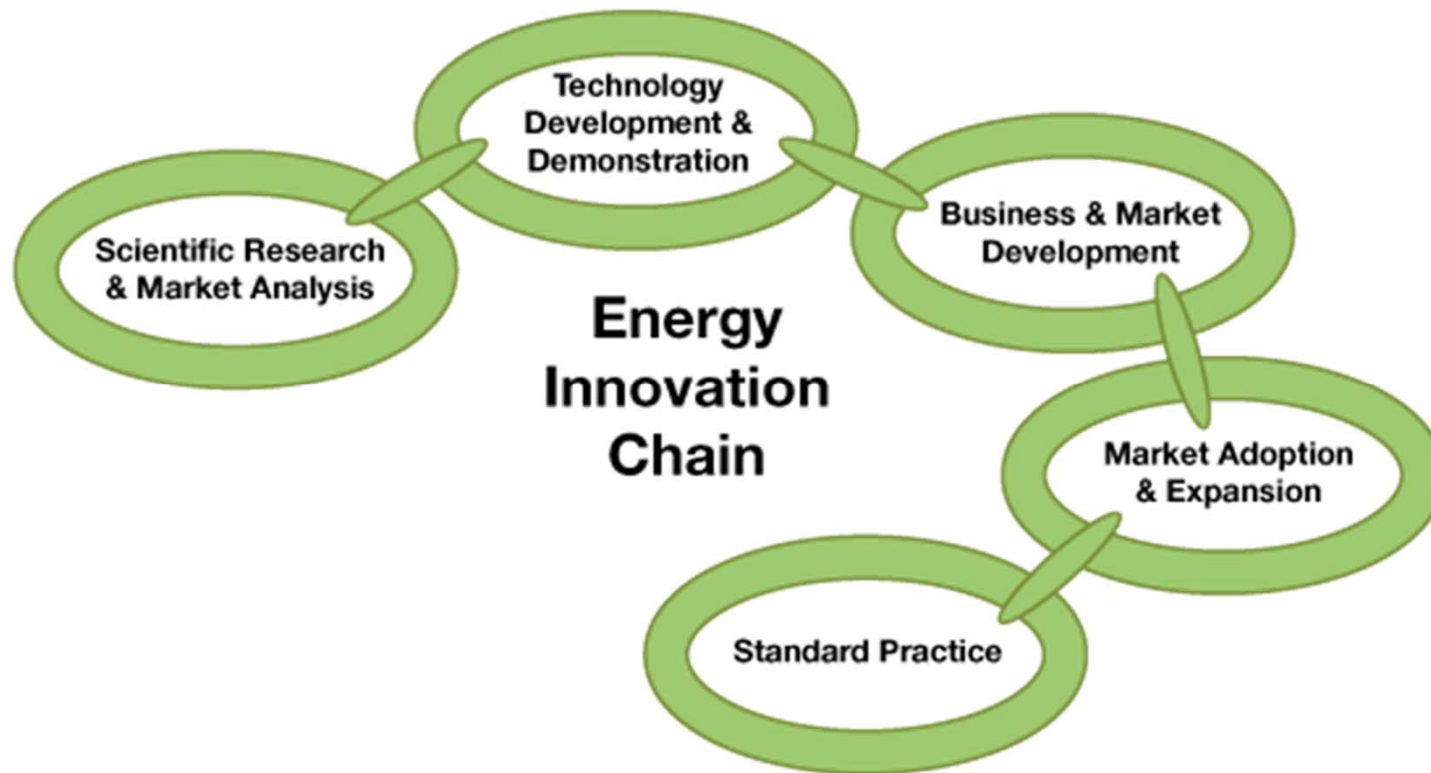 Technology
Development &
Demonstration
Scientific Research
& Market Analysis
Business & Market
Development
Energy
Innovation
Chain
Market Adoption
& Expansion
Standard Practice